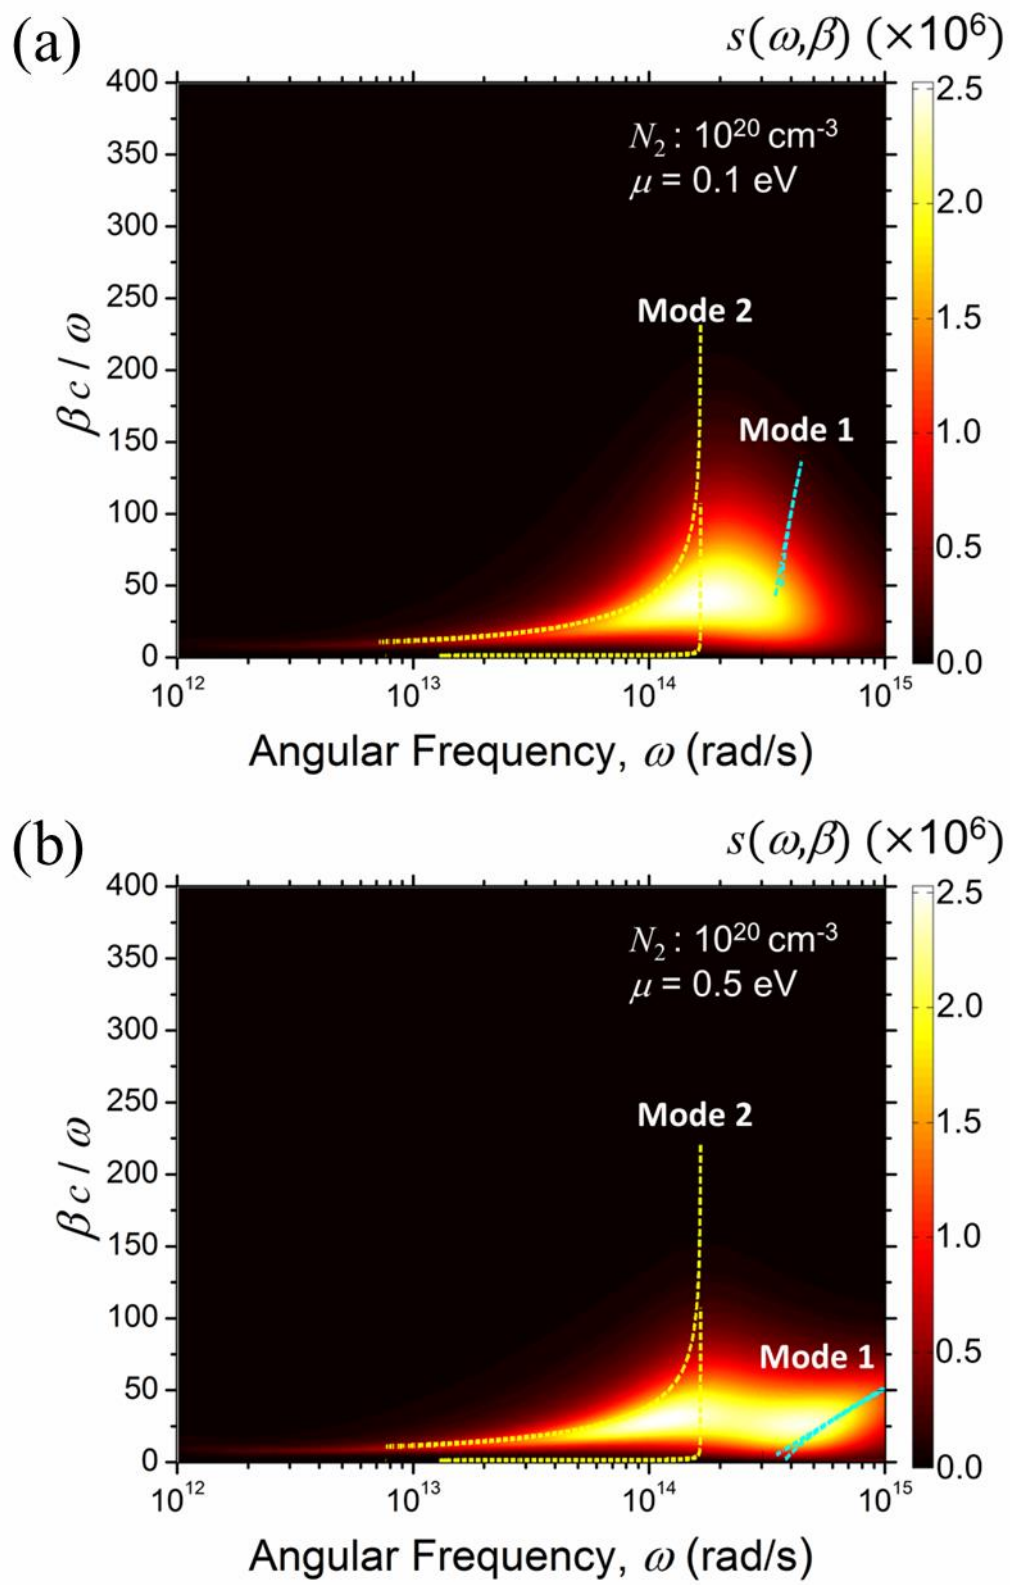 (a)
s(ω,β) (×10⁶)
400
350
300
250
200
150
100
50
0
βc / ω
N₂ : 10²⁰ cm⁻³
μ = 0.1 eV
Mode 2
Mode 1
2.5
2.0
1.5
1.0
0.5
0.0
10¹² 10¹³ 10¹⁴ 10¹⁵
Angular Frequency, ω (rad/s)
(b)
s(ω,β) (×10⁶)
400
350
300
250
200
150
100
50
0
βc / ω
N₂ : 10²⁰ cm⁻³
μ = 0.5 eV
Mode 2
Mode 1
2.5
2.0
1.5
1.0
0.5
0.0
10¹² 10¹³ 10¹⁴ 10¹⁵
Angular Frequency, ω (rad/s)